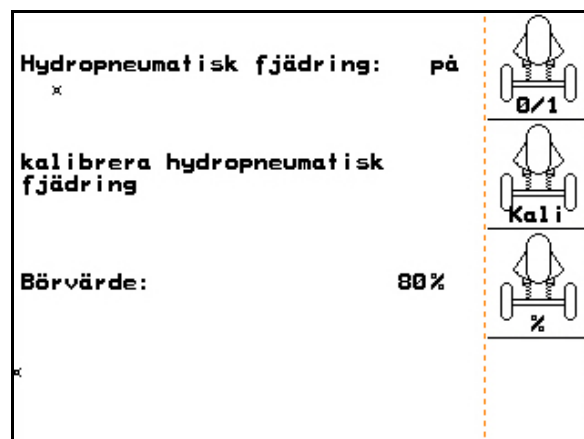 Hydropneumatisk fjädring: på
0/1
kalibrera hydropneumatisk
fjädring
Kali
Börvärde: 80%
%